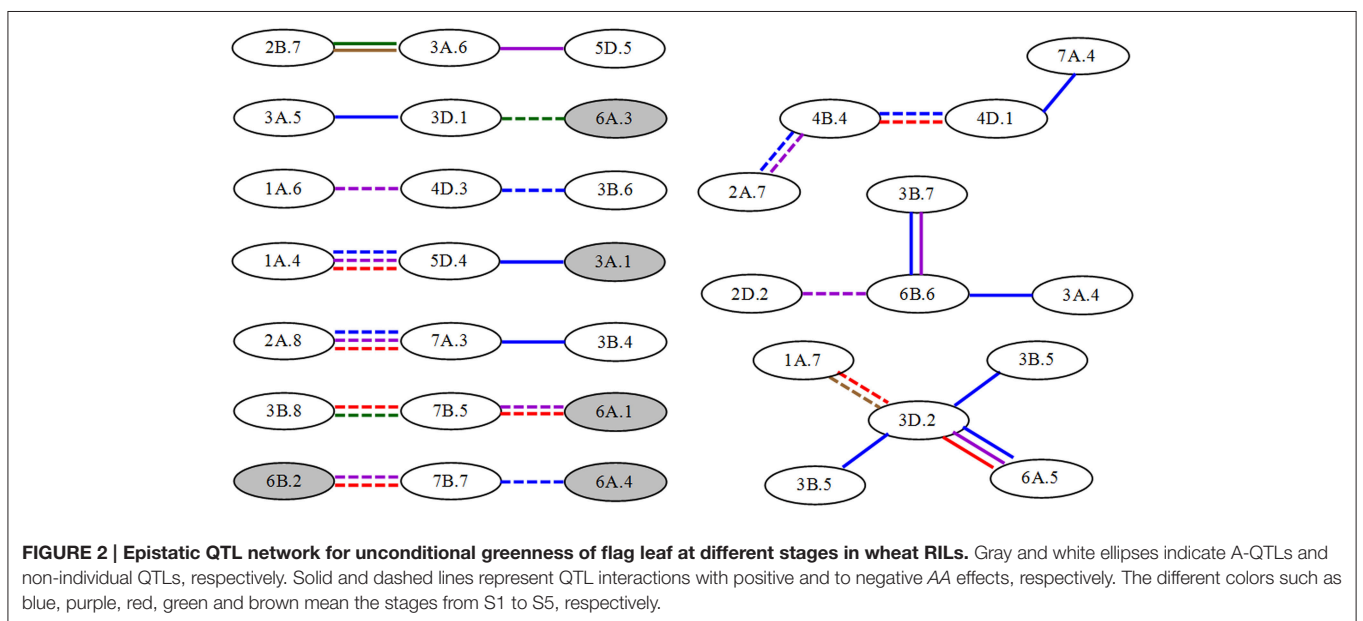 2B.7 3A.6 5D.5
3A.5 3D.1 6A.3
1A.6 4D.3 3B.6
1A.4 5D.4 3A.1
2A.8 7A.3 3B.4
3B.8 7B.5 6A.1
6B.2 7B.7 6A.4
7A.4
4B.4 4D.1
2A.7
3B.7
2D.2 6B.6 3A.4
1A.7 3B.5
3D.2
3B.5 6A.5
FIGURE 2 | Epistatic QTL network for unconditional greenness of flag leaf at different stages in wheat RILs. Gray and white ellipses indicate A-QTLs and
non-individual QTLs, respectively. Solid and dashed lines represent QTL interactions with positive and to negative AA effects, respectively. The different colors such as
blue, purple, red, green and brown mean the stages from S1 to S5, respectively.